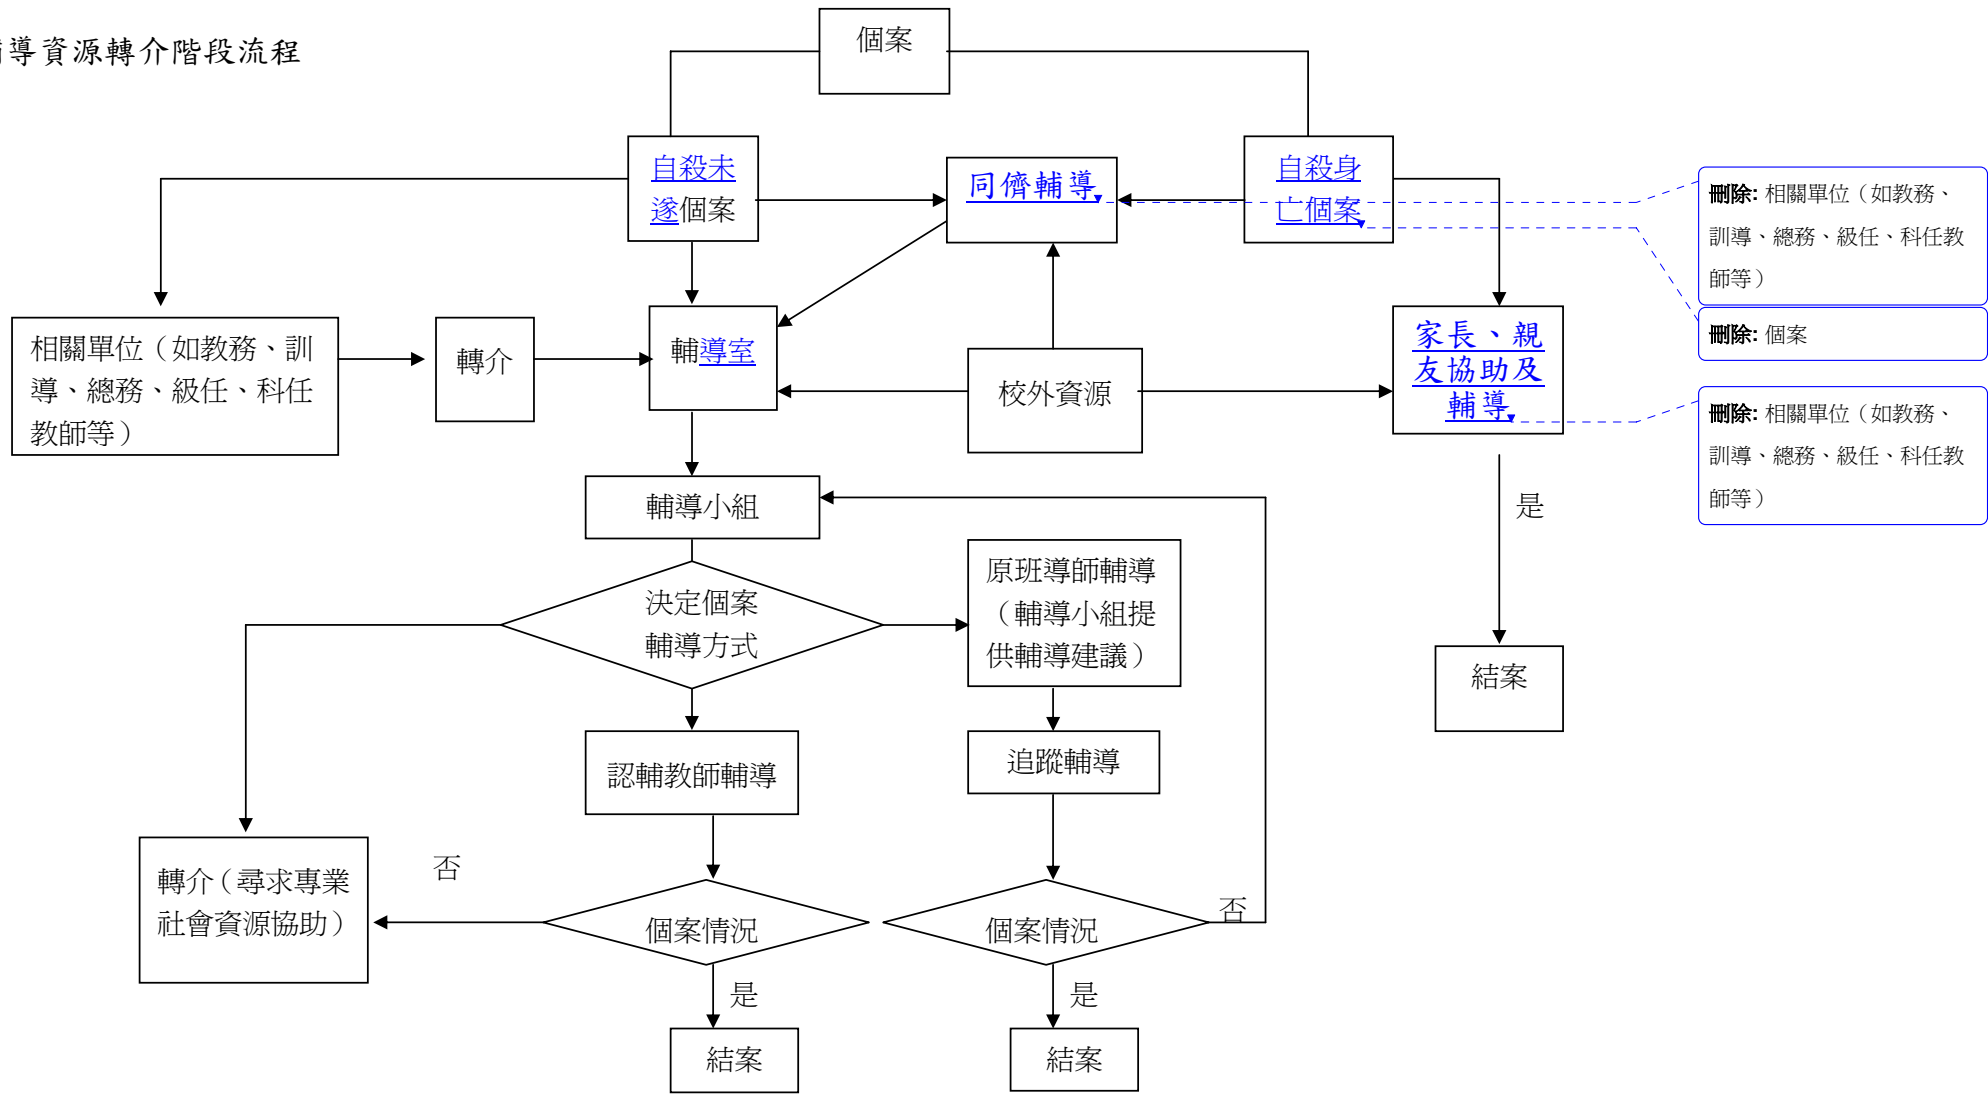 導資源轉介階段流程
個案
自殺未
遂個案
同儕輔導
自殺身
亡個案
刪除: 相關單位（如教務、
訓導、總務、級任、科任教
師等）
刪除: 個案
相關單位（如教務、訓
導、總務、級任、科任
教師等）
轉介
輔導室
校外資源
家長、親
友協助及
輔導
刪除: 相關單位（如教務、
訓導、總務、級任、科任教
師等）
輔導小組
是
決定個案
輔導方式
原班導師輔導
（輔導小組提
供輔導建議）
結案
認輔教師輔導
追蹤輔導
轉介（尋求專業
社會資源協助）
否
個案情況
個案情況
否
是
是
結案
結案